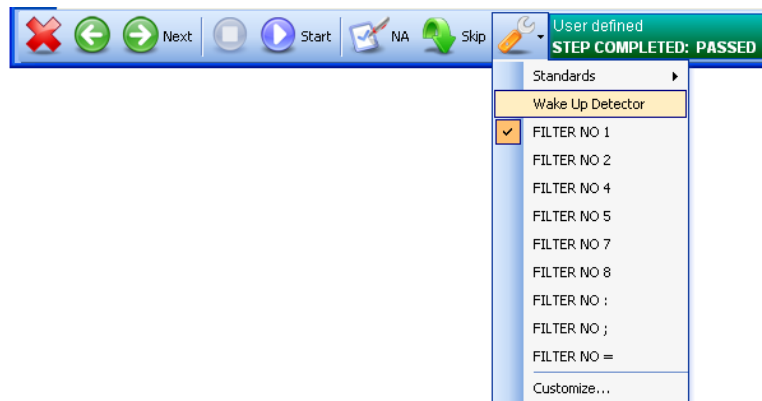 Next Start NA Skip User defined
STEP COMPLETED: PASSED
Standards
Wake Up Detector
FILTER NO 1
FILTER NO 2
FILTER NO 4
FILTER NO 5
FILTER NO 7
FILTER NO 8
FILTER NO :
FILTER NO ;
FILTER NO =
Customize...